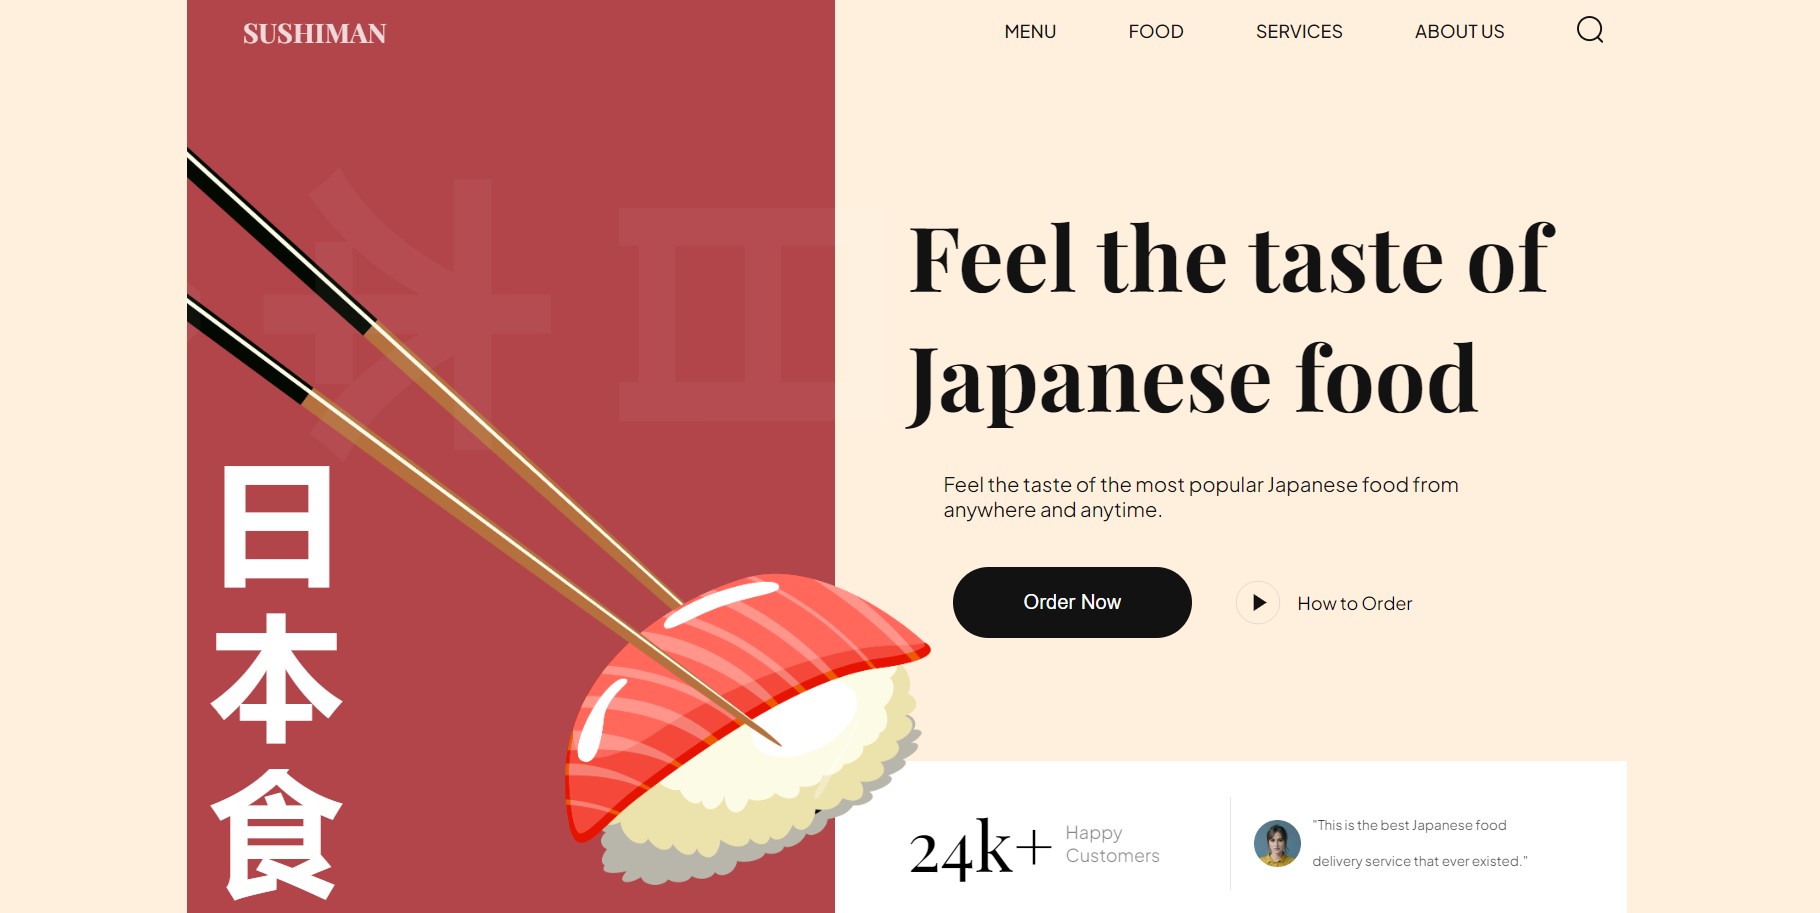 SUSHIMAN
MENU
FOOD
SERVICES
ABOUT US
日
本
食
Feel the taste of
Japanese food
Feel the taste of the most popular Japanese food from
anywhere and anytime.
Order Now
How to Order
24k+
Happy
Customers
"This is the best Japanese food
delivery service that ever existed."